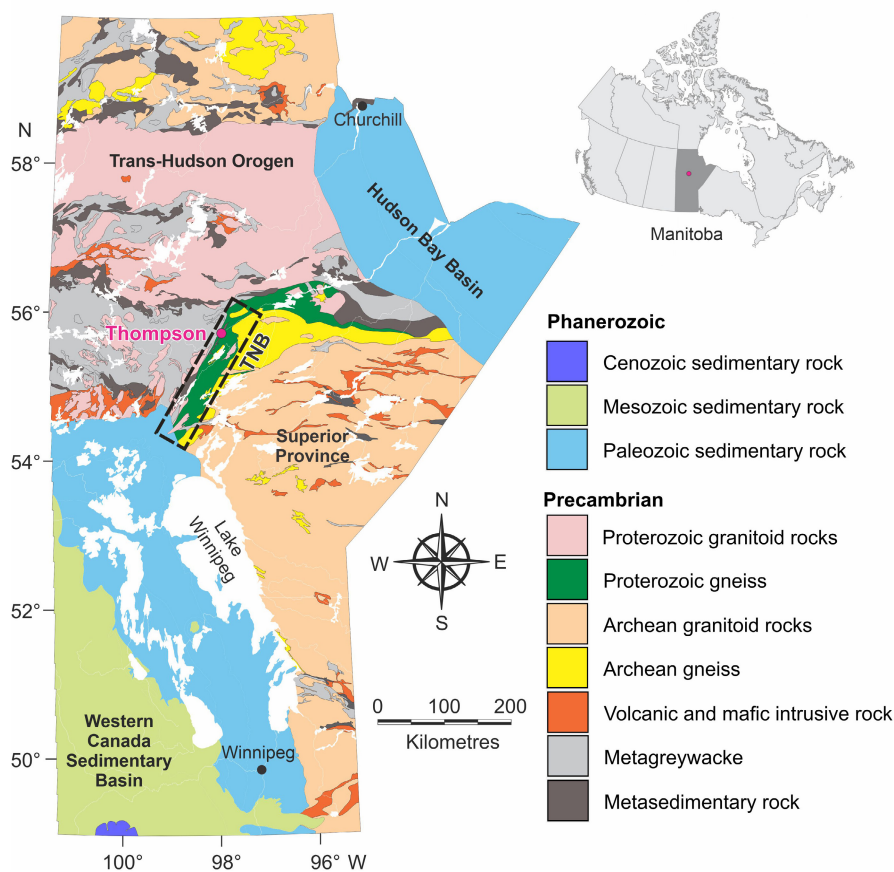 N
58°
56°
54°
52°
50°
100°
98°
96° W
Churchill
Trans-Hudson Orogen
Hudson Bay Basin
Thompson
TNB
Superior
Province
Lake
Winnipeg
Western
Canada
Sedimentary
Basin
Winnipeg
N
W
E
S
0 100 200
Kilometres
Manitoba
Phanerozoic
Cenozoic sedimentary rock
Mesozoic sedimentary rock
Paleozoic sedimentary rock
Precambrian
Proterozoic granitoid rocks
Proterozoic gneiss
Archean granitoid rocks
Archean gneiss
Volcanic and mafic intrusive rock
Metagreywacke
Metasedimentary rock